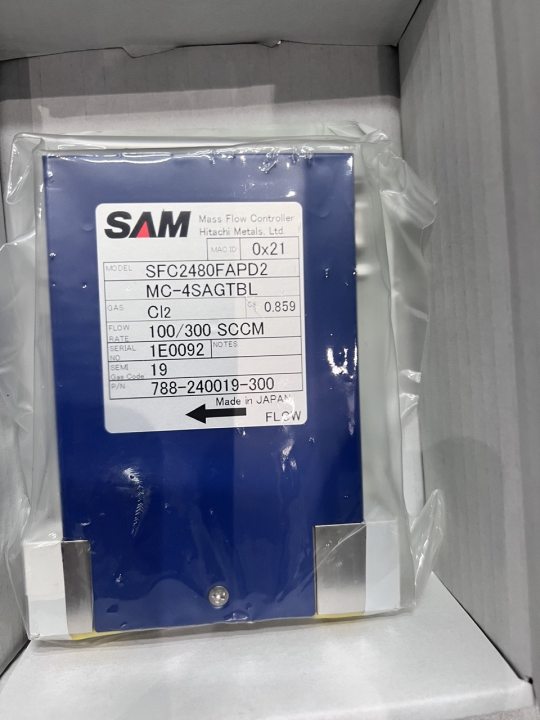 SAM Mass Flow Controller
Hitachi Metals, Ltd.
MAC ID 0x21
MODEL SFC2480FAPD2
MC-4SAGTBL
GAS Cl2 C.F. 0.859
FLOW RATE 100/300 SCCM
SERIAL NO 1E0092 NOTES
SEMI Gas Code 19
P/N 788-240019-300
Made in JAPAN
FLOW